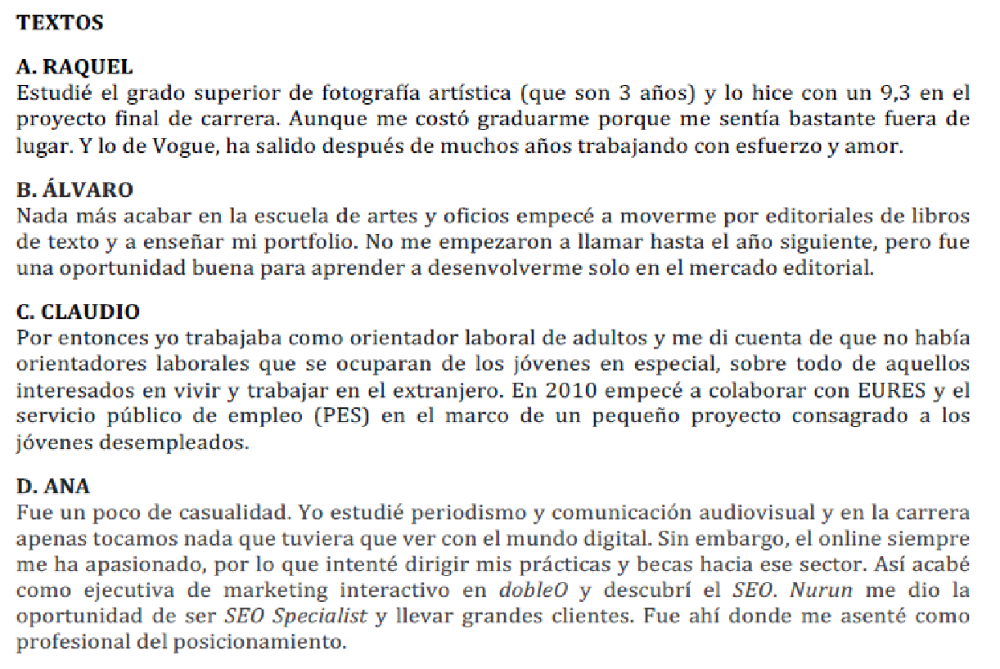 TEXTOS
A. RAQUEL
Estudié el grado superior de fotografía artística (que son 3 años) y lo hice con un 9,3 en el
proyecto final de carrera. Aunque me costó graduarme porque me sentía bastante fuera de
lugar. Y lo de Vogue, ha salido después de muchos años trabajando con esfuerzo y amor.
B. ÁLVARO
Nada más acabar en la escuela de artes y oficios empecé a moverme por editoriales de libros
de texto y a enseñar mi portfolio. No me empezaron a llamar hasta el año siguiente, pero fue
una oportunidad buena para aprender a desenvolverme solo en el mercado editorial.
C. CLAUDIO
Por entonces yo trabajaba como orientador laboral de adultos y me di cuenta de que no había
orientadores laborales que se ocuparan de los jóvenes en especial, sobre todo de aquellos
interesados en vivir y trabajar en el extranjero. En 2010 empecé a colaborar con EURES y el
servicio público de empleo (PES) en el marco de un pequeño proyecto consagrado a los
jóvenes desempleados.
D. ANA
Fue un poco de casualidad. Yo estudié periodismo y comunicación audiovisual y en la carrera
apenas tocamos nada que tuviera que ver con el mundo digital. Sin embargo, el online siempre
me ha apasionado, por lo que intenté dirigir mis prácticas y becas hacia ese sector. Así acabé
como ejecutiva de marketing interactivo en dobleO y descubrí el SEO. Nurun me dio la
oportunidad de ser SEO Specialist y llevar grandes clientes. Fue ahí donde me asenté como
profesional del posicionamiento.